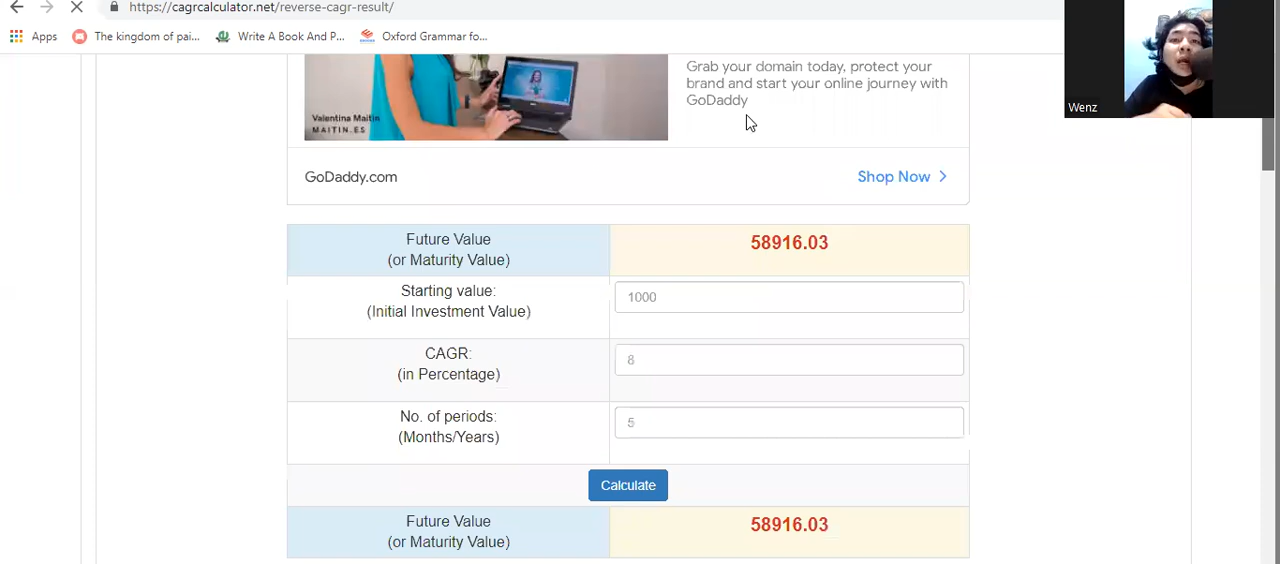 https://cagrcalculator.net/reverse-cagr-result/
Apps
The kingdom of pai...
Write A Book And P...
Oxford Grammar fo...
Wenz
Grab your domain today, protect your
brand and start your online journey with
GoDaddy
Valentina Maitin
MAITIN.ES
GoDaddy.com
Shop Now
Future Value
(or Maturity Value)
58916.03
Starting value:
(Initial Investment Value)
1000
CAGR:
(in Percentage)
8
No. of periods:
(Months/Years)
5
Calculate
Future Value
(or Maturity Value)
58916.03